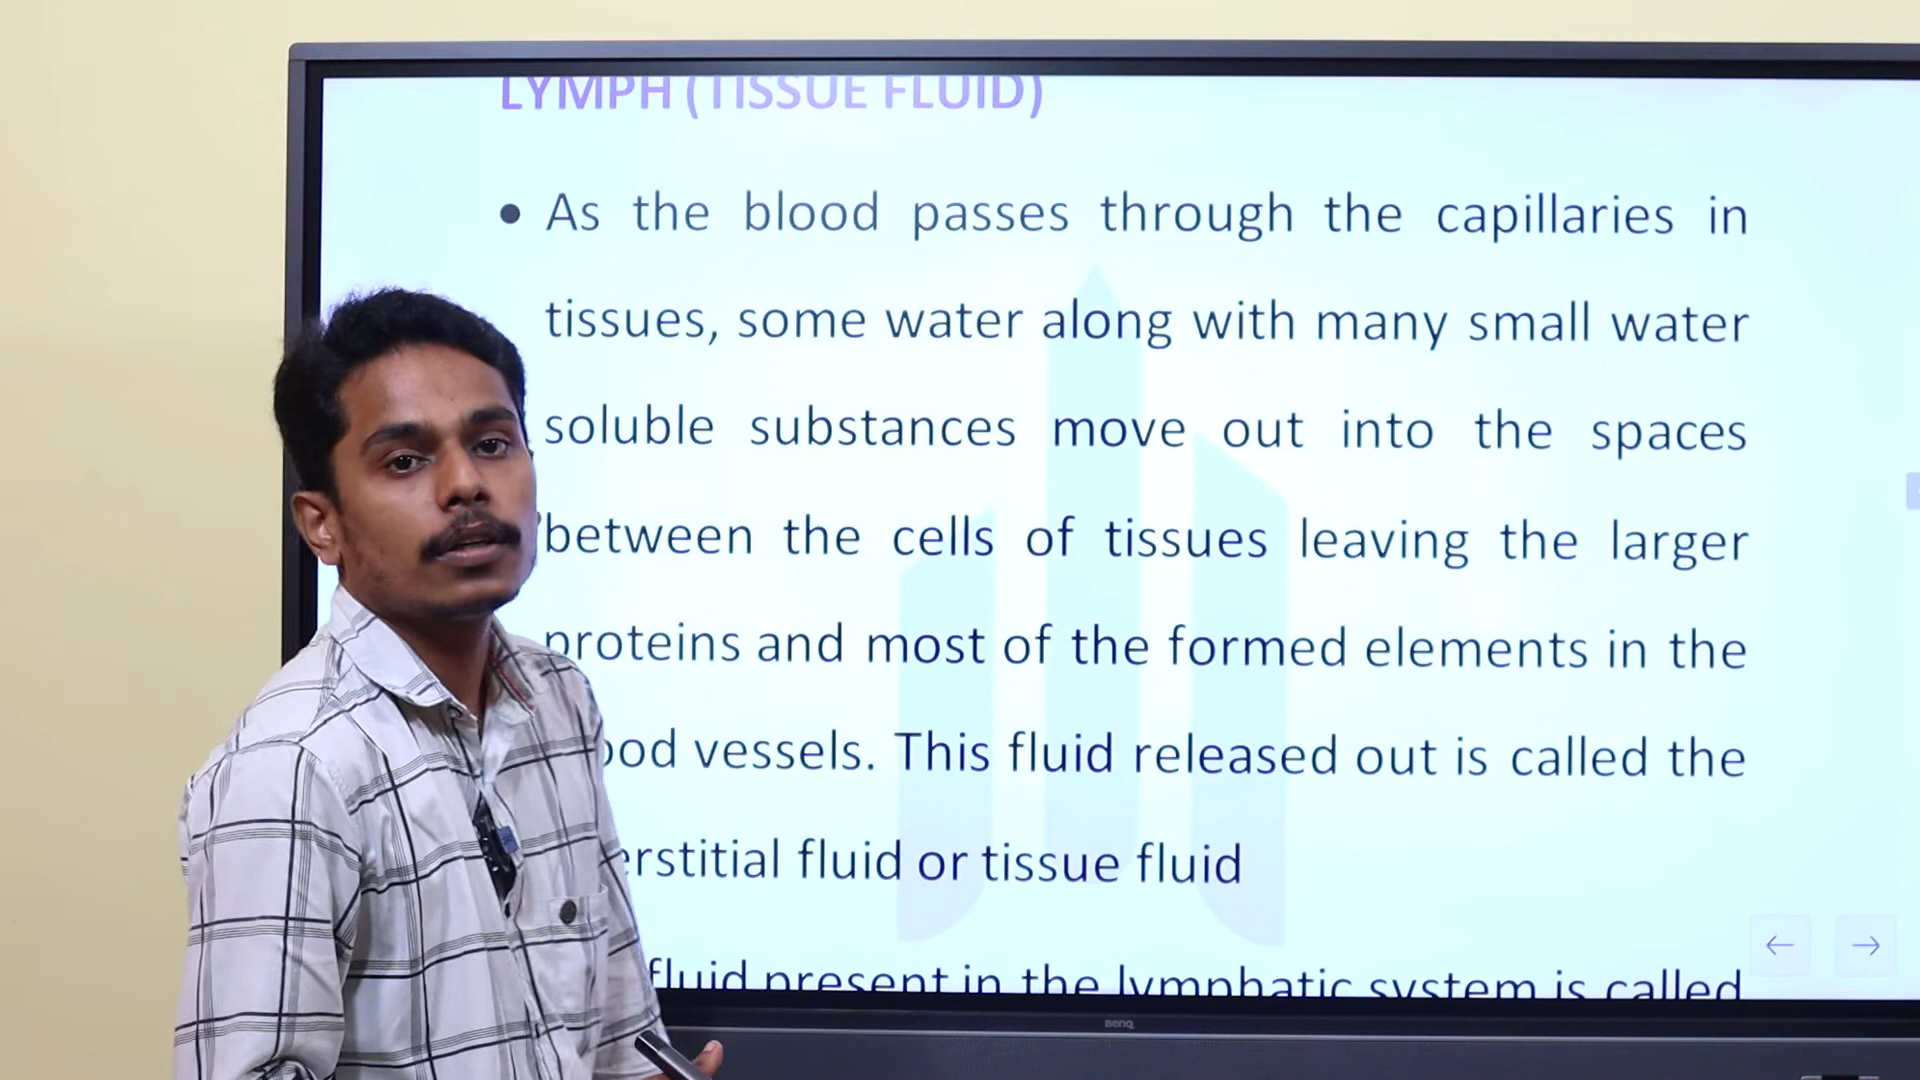 LYMPH (TISSUE FLUID)
• As the blood passes through the capillaries in
tissues, some water along with many small water
soluble substances move out into the spaces
between the cells of tissues leaving the larger
proteins and most of the formed elements in the
ood vessels. This fluid released out is called the
erstitial fluid or tissue fluid
fluid present in the lymphatic system is called
BenQ